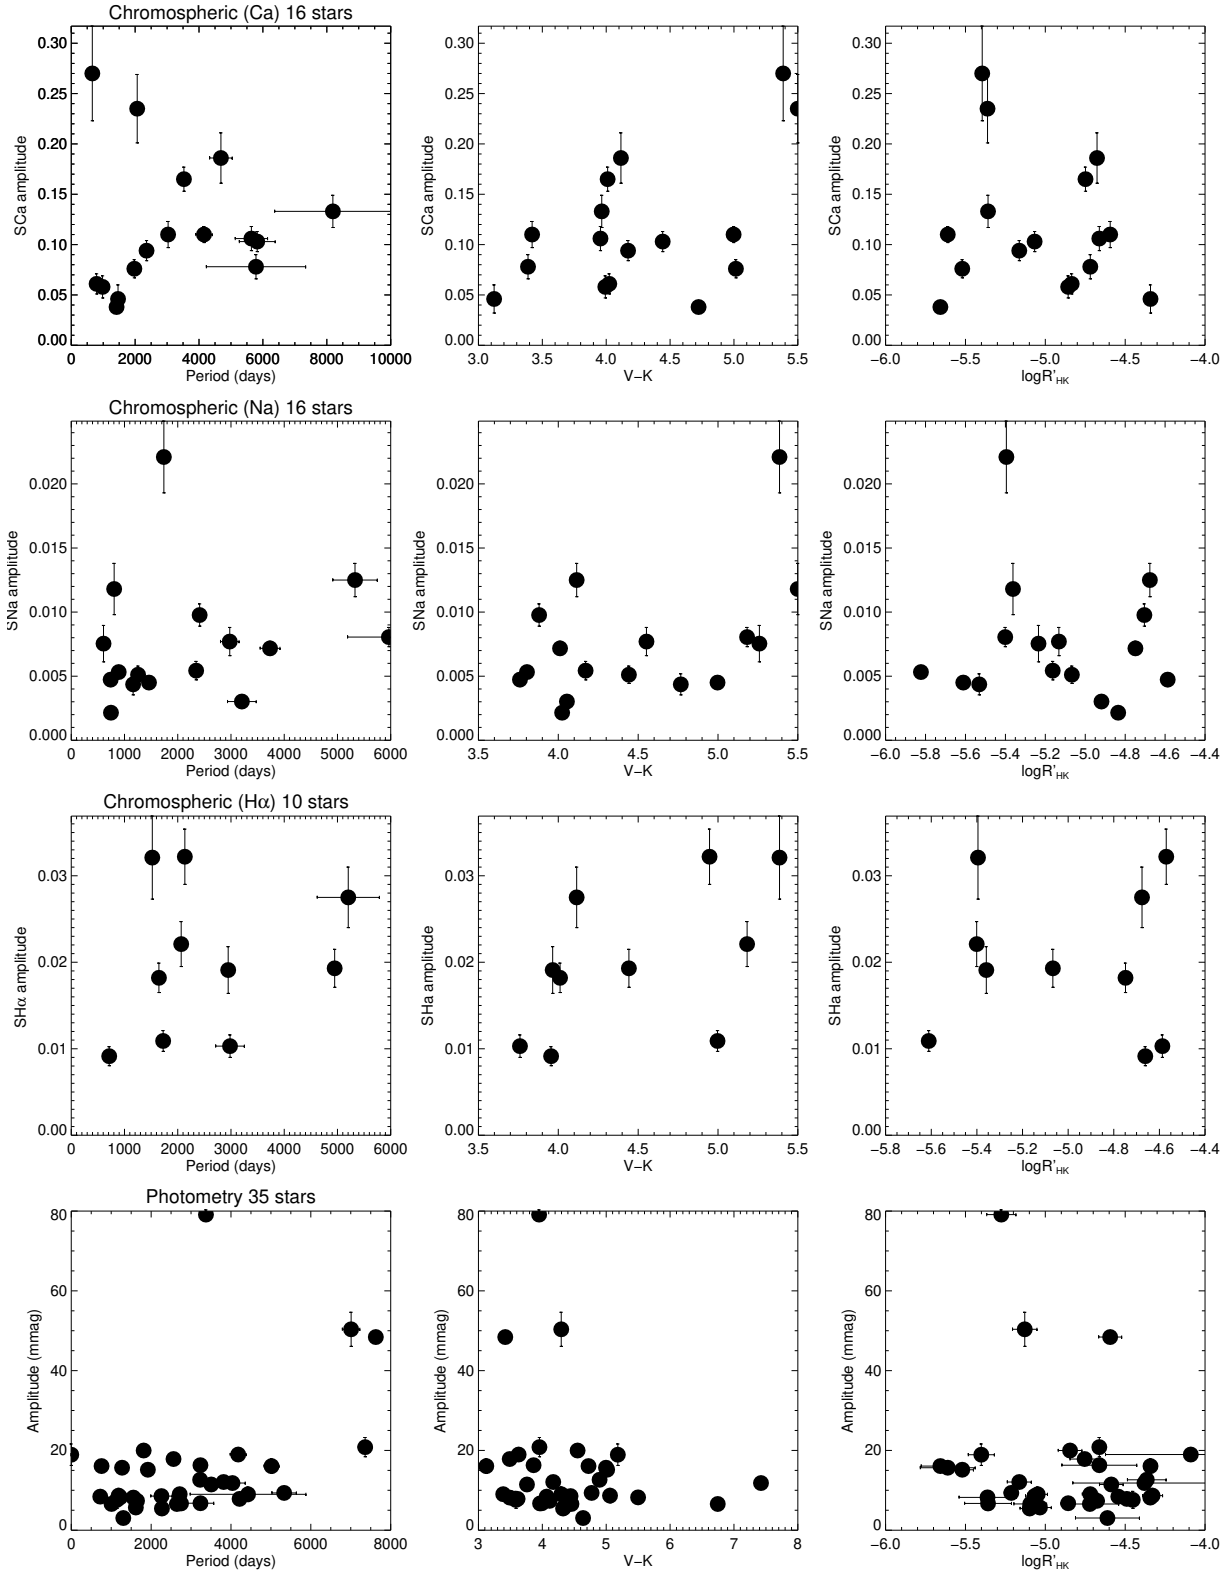 Chromospheric (Ca) 16 stars
SCa amplitude
0.30
0.25
0.20
0.15
0.10
0.05
0.00
0 2000 4000 6000 8000 10000
Period (days)
SCa amplitude
0.30
0.25
0.20
0.15
0.10
0.05
0.00
3.0 3.5 4.0 4.5 5.0 5.5
V−K
SCa amplitude
0.30
0.25
0.20
0.15
0.10
0.05
0.00
−6.0 −5.5 −5.0 −4.5 −4.0
logR'HK
Chromospheric (Na) 16 stars
SNa amplitude
0.020
0.015
0.010
0.005
0.000
0 1000 2000 3000 4000 5000 6000
Period (days)
SNa amplitude
0.020
0.015
0.010
0.005
0.000
3.5 4.0 4.5 5.0 5.5
V−K
SNa amplitude
0.020
0.015
0.010
0.005
0.000
−6.0 −5.8 −5.6 −5.4 −5.2 −5.0 −4.8 −4.6 −4.4
logR'HK
Chromospheric (Hα) 10 stars
SHα amplitude
0.03
0.02
0.01
0.00
0 1000 2000 3000 4000 5000 6000
Period (days)
SHa amplitude
0.03
0.02
0.01
0.00
3.5 4.0 4.5 5.0 5.5
V−K
SHa amplitude
0.03
0.02
0.01
0.00
−5.8 −5.6 −5.4 −5.2 −5.0 −4.8 −4.6 −4.4
logR'HK
Photometry 35 stars
Amplitude (mmag)
80
60
40
20
0
0 2000 4000 6000 8000
Period (days)
Amplitude (mmag)
80
60
40
20
0
3 4 5 6 7 8
V−K
Amplitude (mmag)
80
60
40
20
0
−6.0 −5.5 −5.0 −4.5 −4.0
logR'HK